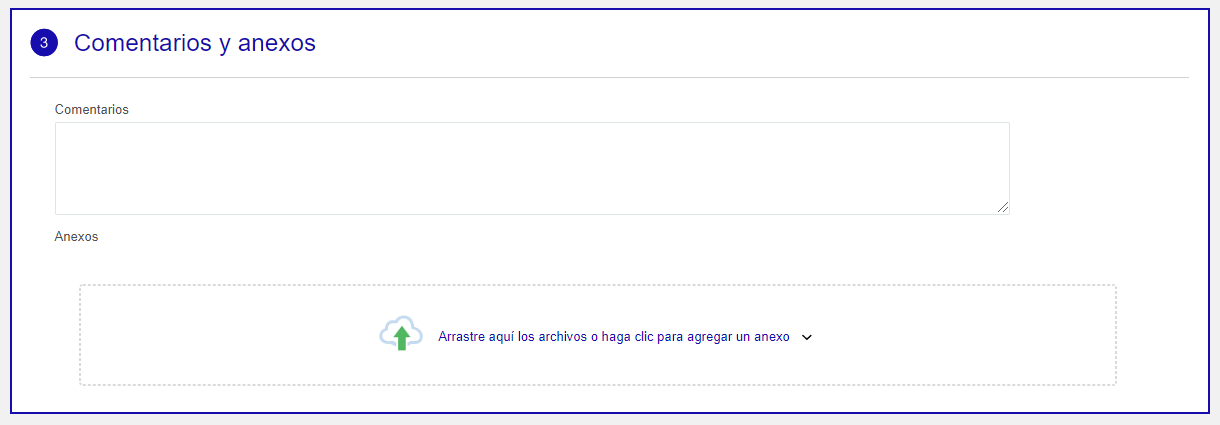 3 Comentarios y anexos
Comentarios
Anexos
Arrastre aquí los archivos o haga clic para agregar un anexo